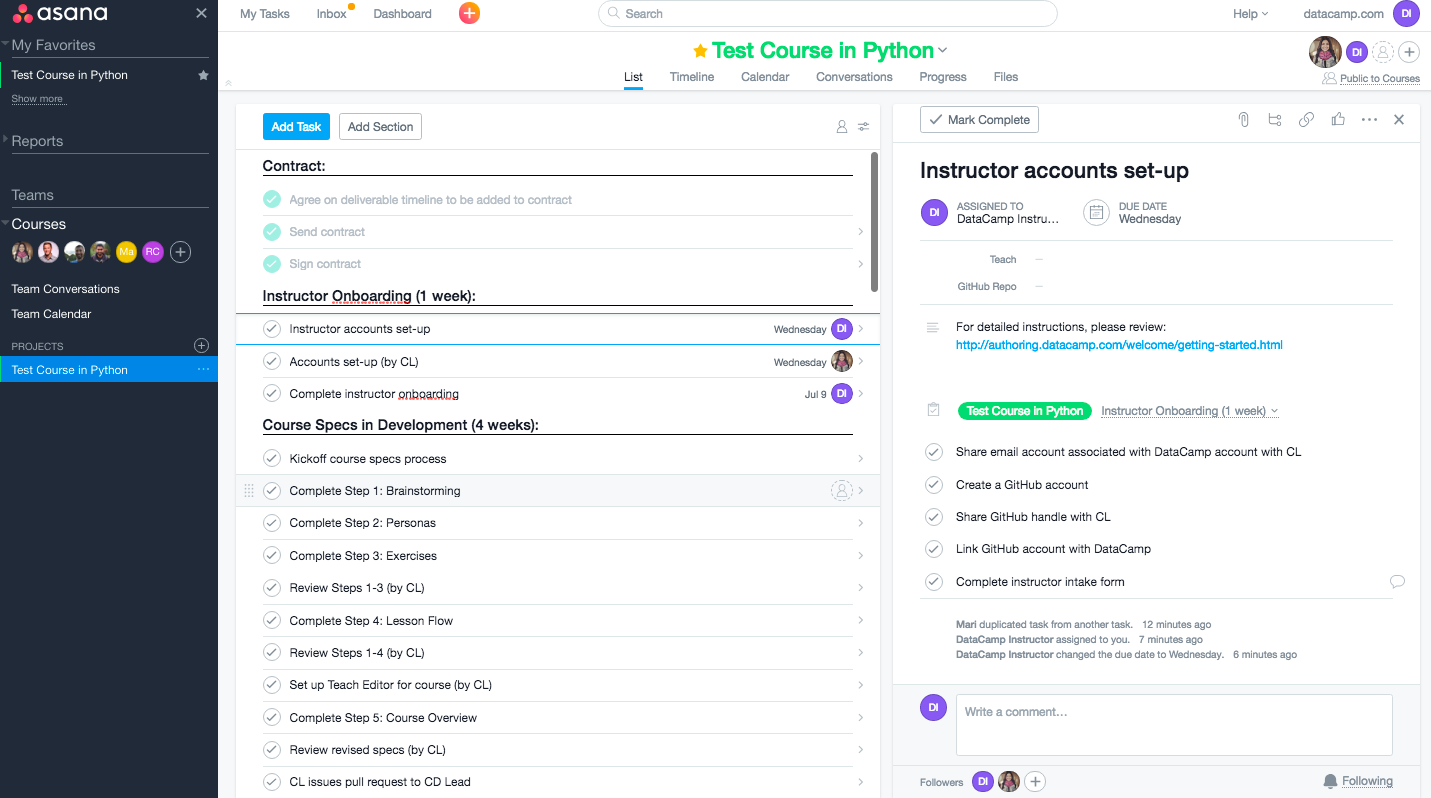 asana
My Favorites
Test Course in Python
Show more
Reports
Teams
Courses
Ma
RC
Team Conversations
Team Calendar
PROJECTS
Test Course in Python
My Tasks
Inbox
Dashboard
Search
Help
datacamp.com
DI
Test Course in Python
DI
List
Timeline
Calendar
Conversations
Progress
Files
Public to Courses
Add Task
Add Section
Contract:
Agree on deliverable timeline to be added to contract
Send contract
Sign contract
Instructor Onboarding (1 week):
Instructor accounts set-up Wednesday DI
Accounts set-up (by CL) Wednesday
Complete instructor onboarding Jul 9 DI
Course Specs in Development (4 weeks):
Kickoff course specs process
Complete Step 1: Brainstorming
Complete Step 2: Personas
Complete Step 3: Exercises
Review Steps 1-3 (by CL)
Complete Step 4: Lesson Flow
Review Steps 1-4 (by CL)
Set up Teach Editor for course (by CL)
Complete Step 5: Course Overview
Review revised specs (by CL)
CL issues pull request to CD Lead
Mark Complete
Instructor accounts set-up
DI
ASSIGNED TO
DataCamp Instru...
DUE DATE
Wednesday
Teach —
GitHub Repo —
For detailed instructions, please review:
http://authoring.datacamp.com/welcome/getting-started.html
Test Course in Python Instructor Onboarding (1 week)
Share email account associated with DataCamp account with CL
Create a GitHub account
Share GitHub handle with CL
Link GitHub account with DataCamp
Complete instructor intake form
Mari duplicated task from another task. 12 minutes ago
DataCamp Instructor assigned to you. 7 minutes ago
DataCamp Instructor changed the due date to Wednesday. 6 minutes ago
DI
Write a comment...
Followers DI
Following